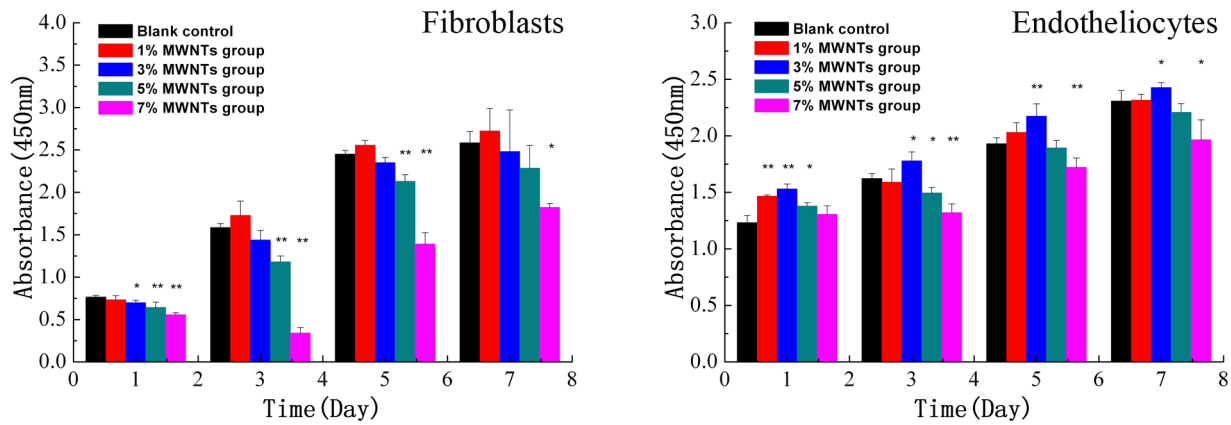 Fibroblasts
Blank control
1% MWNTs group
3% MWNTs group
5% MWNTs group
7% MWNTs group
Absorbance(450nm)
4.0
3.5
3.0
2.5
2.0
1.5
1.0
0.5
0.0
* ** **
** **
** **
*
0 1 2 3 4 5 6 7 8
Time(Day)
Endotheliocytes
Blank control
1% MWNTs group
3% MWNTs group
5% MWNTs group
7% MWNTs group
Absorbance(450nm)
3.0
2.5
2.0
1.5
1.0
0.5
0.0
** ** *
* * **
** **
* *
0 1 2 3 4 5 6 7 8
Time(Day)